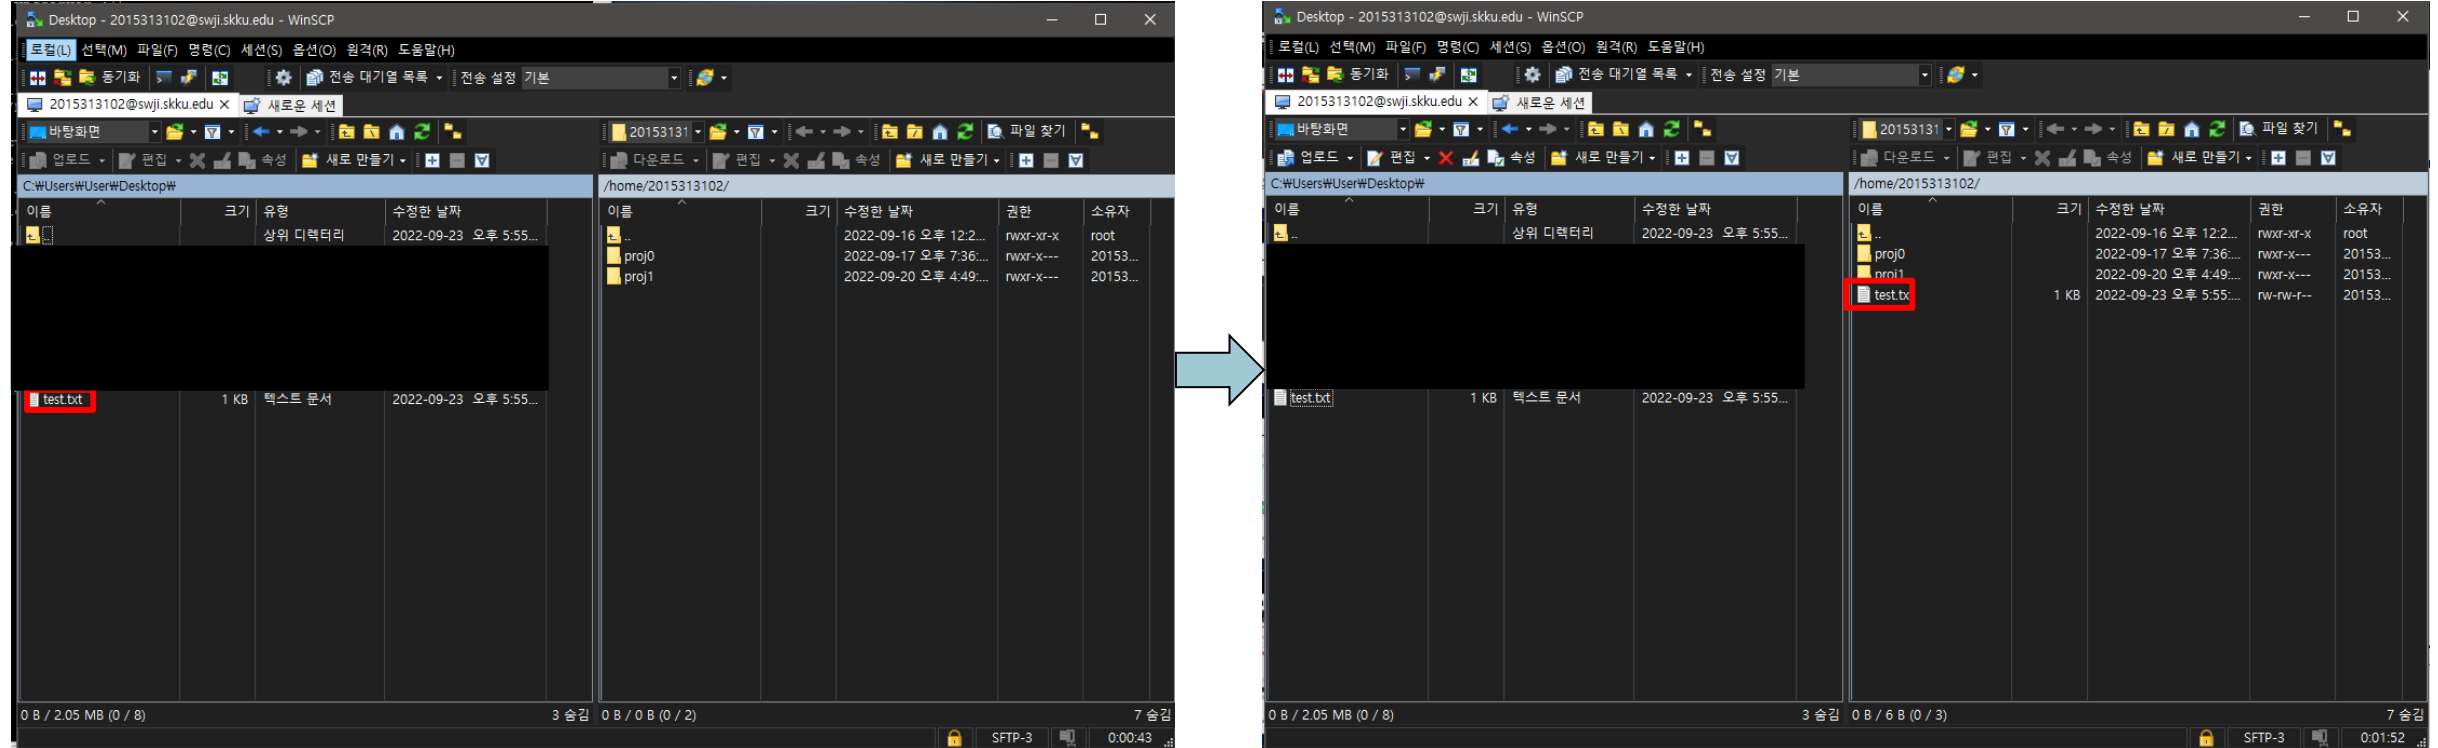 Desktop - 2015313102@swji.skku.edu - WinSCP
로컬(L) 선택(M) 파일(F) 명령(C) 세션(S) 옵션(O) 원격(R) 도움말(H)
동기화 전송 대기열 목록 전송 설정 기본
2015313102@swji.skku.edu X 새로운 세션
바탕화면 20153131 파일 찾기
업로드 편집 속성 새로 만들기 다운로드 편집 속성 새로 만들기
C:₩Users₩User₩Desktop₩ /home/2015313102/
이름 크기 유형 수정한 날짜 이름 크기 수정한 날짜 권한 소유자
.. 상위 디렉터리 2022-09-23 오후 5:55... .. 2022-09-16 오후 12:2... rwxr-xr-x root
proj0 2022-09-17 오후 7:36:... rwxr-x--- 20153...
proj1 2022-09-20 오후 4:49:... rwxr-x--- 20153...
test.txt 1 KB 텍스트 문서 2022-09-23 오후 5:55...
0 B / 2.05 MB (0 / 8) 3 숨김 0 B / 0 B (0 / 2) 7 숨김
SFTP-3 0:00:43
Desktop - 2015313102@swji.skku.edu - WinSCP
로컬(L) 선택(M) 파일(F) 명령(C) 세션(S) 옵션(O) 원격(R) 도움말(H)
동기화 전송 대기열 목록 전송 설정 기본
2015313102@swji.skku.edu X 새로운 세션
바탕화면 20153131 파일 찾기
업로드 편집 속성 새로 만들기 다운로드 편집 속성 새로 만들기
C:₩Users₩User₩Desktop₩ /home/2015313102/
이름 크기 유형 수정한 날짜 이름 크기 수정한 날짜 권한 소유자
.. 상위 디렉터리 2022-09-23 오후 5:55... .. 2022-09-16 오후 12:2... rwxr-xr-x root
proj0 2022-09-17 오후 7:36:... rwxr-x--- 20153...
proj1 2022-09-20 오후 4:49:... rwxr-x--- 20153...
test.tx 1 KB 2022-09-23 오후 5:55:... rw-rw-r-- 20153...
test.txt 1 KB 텍스트 문서 2022-09-23 오후 5:55...
0 B / 2.05 MB (0 / 8) 3 숨김 0 B / 6 B (0 / 3) 7 숨김
SFTP-3 0:01:52